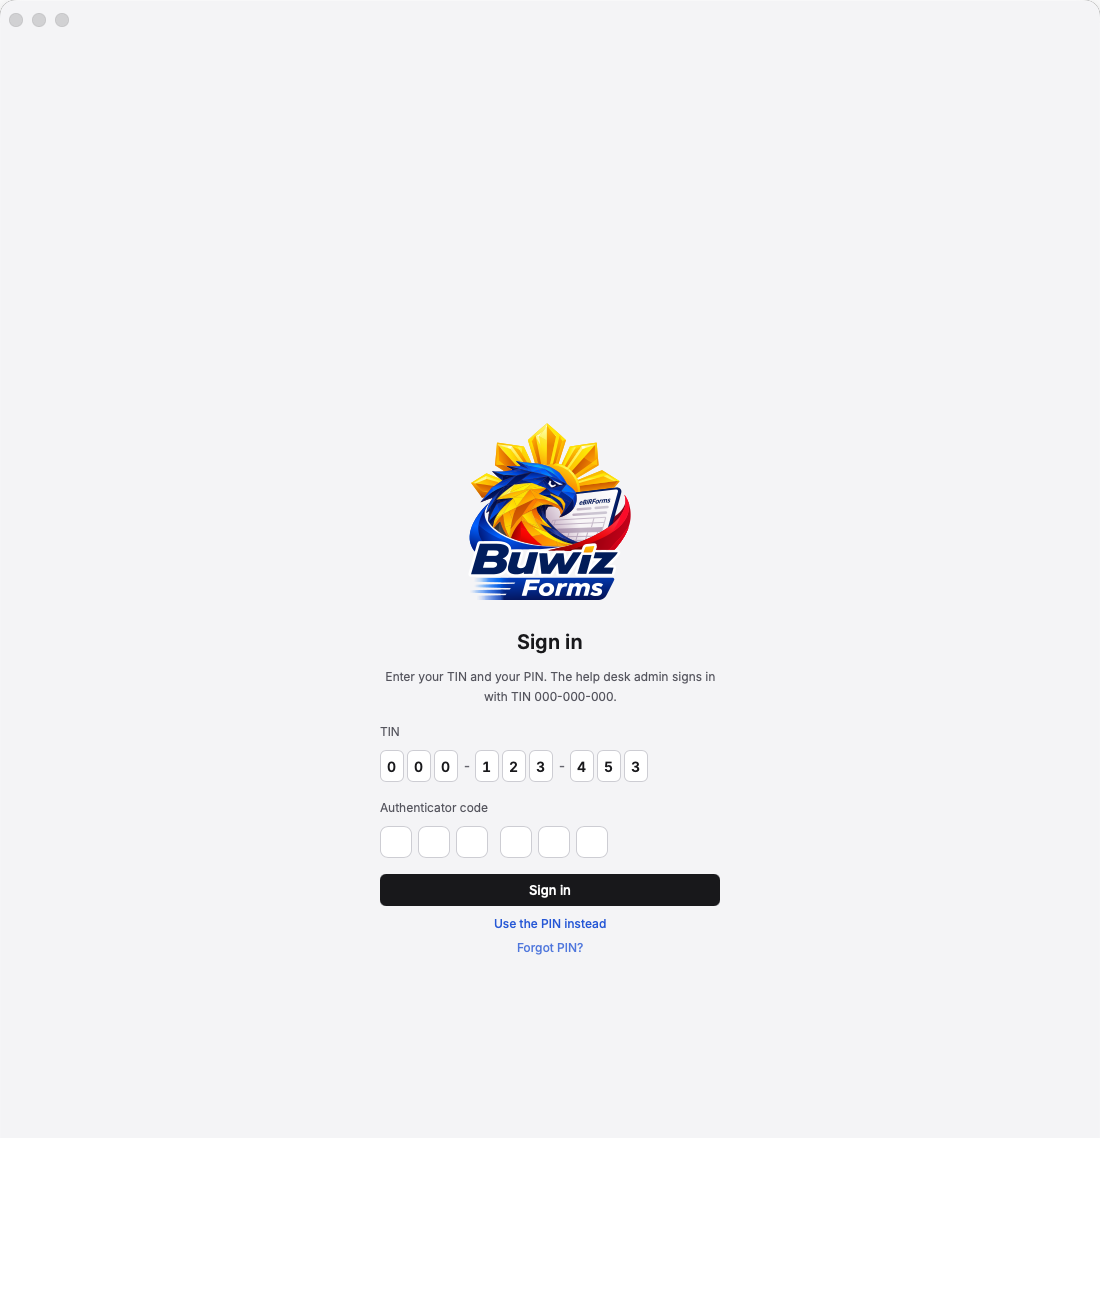 eBIRForms
Buwiz
Forms
Sign in
Enter your TIN and your PIN. The help desk admin signs in
with TIN 000-000-000.
TIN
0 0 0 - 1 2 3 - 4 5 3
Authenticator code
Sign in
Use the PIN instead
Forgot PIN?